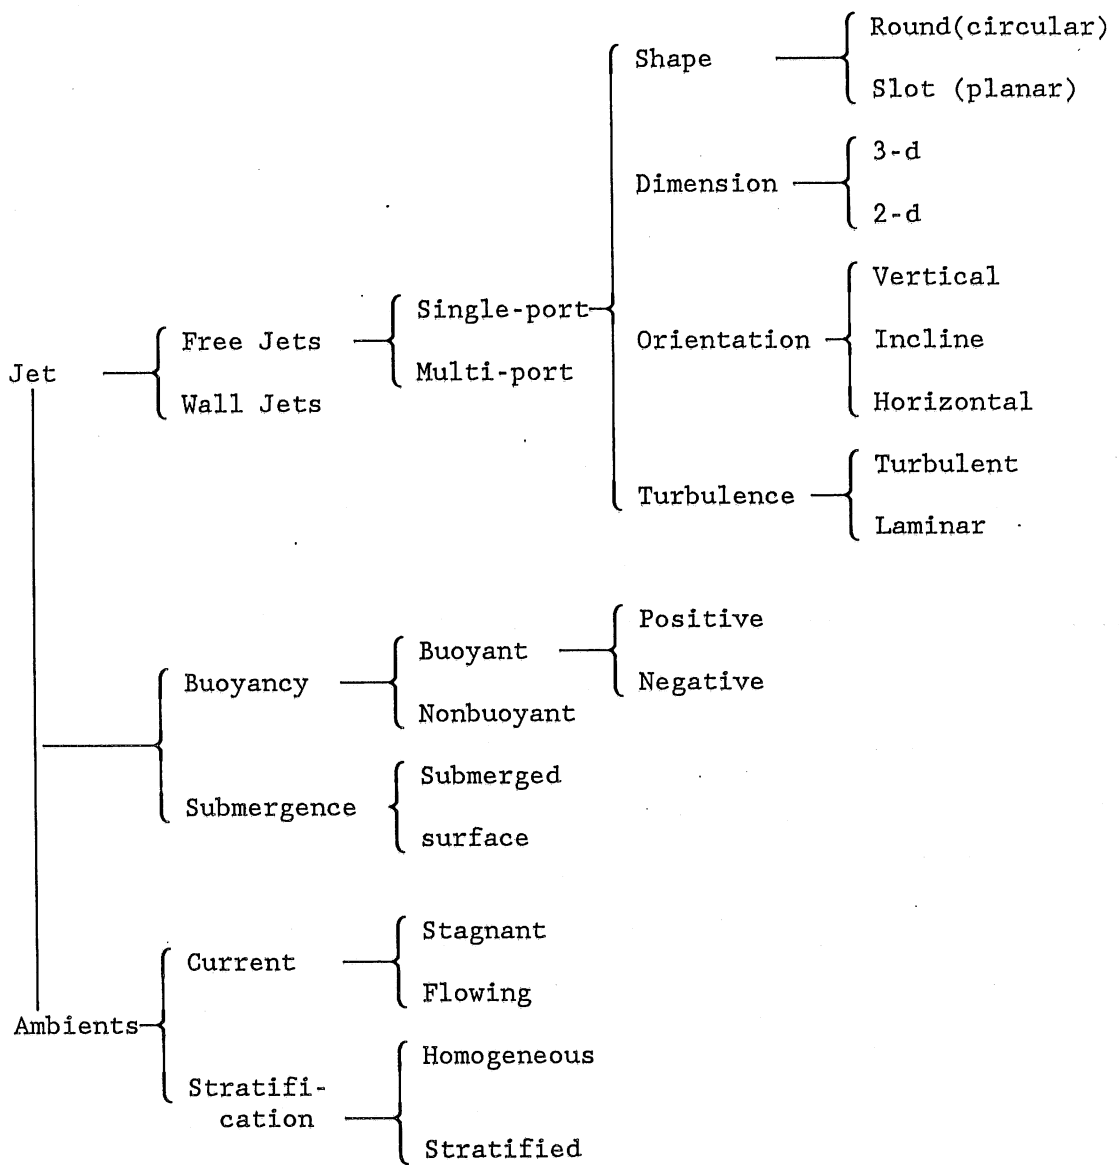 Round(circular)
Shape
Slot (planar)
3-d
Dimension
2-d
Vertical
Single-port
Free Jets
Orientation
Incline
Jet
Multi-port
Wall Jets
Horizontal
Turbulent
Turbulence
Laminar
Positive
Buoyant
Buoyancy
Negative
Nonbuoyant
Submerged
Submergence
surface
Stagnant
Current
Flowing
Ambients
Homogeneous
Stratifi-
cation
Stratified